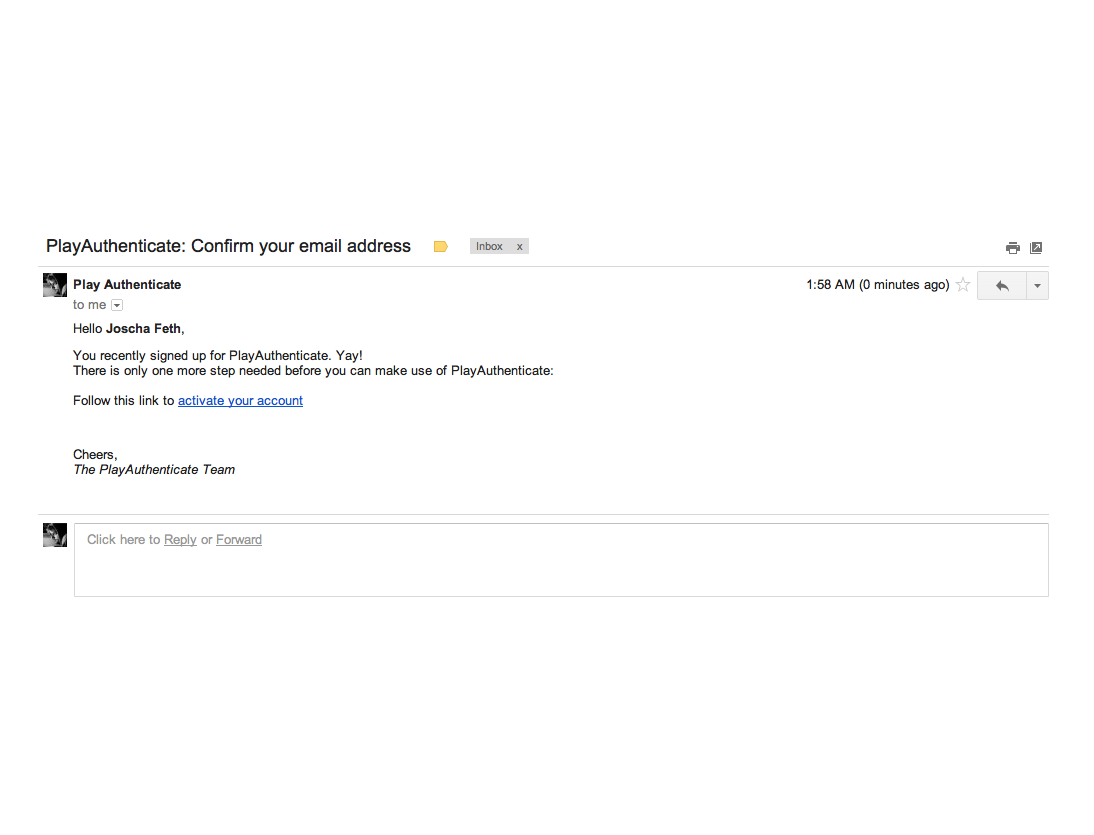 PlayAuthenticate: Confirm your email address Inbox x
Play Authenticate 1:58 AM (0 minutes ago)
to me
Hello Joscha Feth,
You recently signed up for PlayAuthenticate. Yay!
There is only one more step needed before you can make use of PlayAuthenticate:
Follow this link to activate your account
Cheers,
The PlayAuthenticate Team
Click here to Reply or Forward